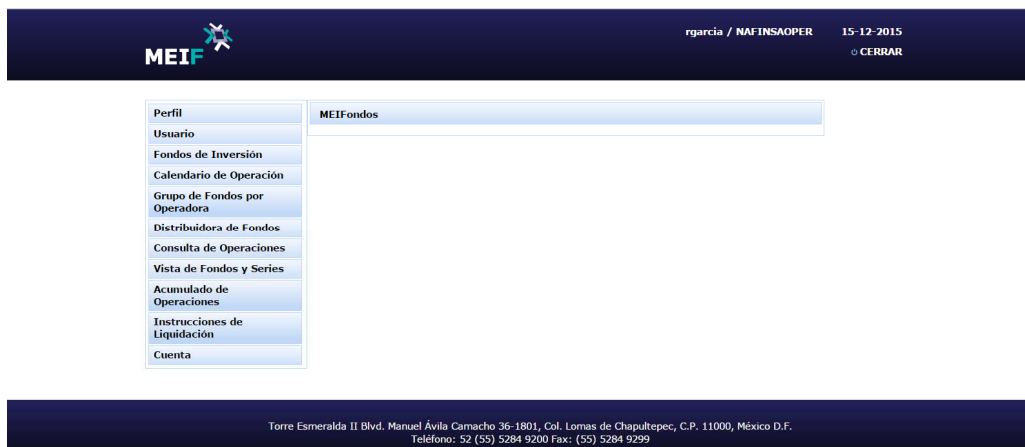 MEIF
rgarcia / NAFINSAOPER 15-12-2015
CERRAR
Perfil
Usuario
Fondos de Inversión
Calendario de Operación
Grupo de Fondos por
Operadora
Distribuidora de Fondos
Consulta de Operaciones
Vista de Fondos y Series
Acumulado de
Operaciones
Instrucciones de
Liquidación
Cuenta
MEIFondos
Torre Esmeralda II Blvd. Manuel Ávila Camacho 36-1801, Col. Lomas de Chapultepec, C.P. 11000, México D.F.
Teléfono: 52 (55) 5284 9200 Fax: (55) 5284 9299